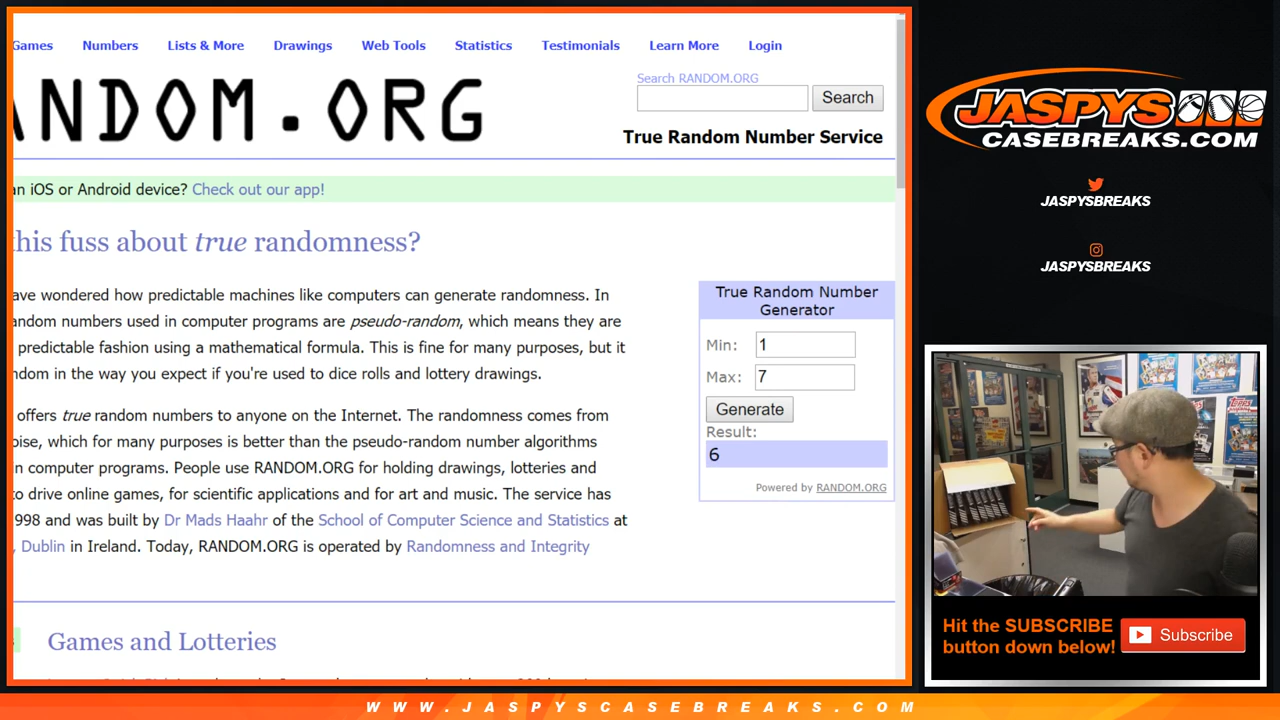 Games Numbers Lists & More Drawings Web Tools Statistics Testimonials Learn More Login
ANDOM.ORG
Search RANDOM.ORG
Search
True Random Number Service
an iOS or Android device? Check out our app!
this fuss about true randomness?
ave wondered how predictable machines like computers can generate randomness. In
andom numbers used in computer programs are pseudo-random, which means they are
predictable fashion using a mathematical formula. This is fine for many purposes, but it
ndom in the way you expect if you're used to dice rolls and lottery drawings.
offers true random numbers to anyone on the Internet. The randomness comes from
oise, which for many purposes is better than the pseudo-random number algorithms
n computer programs. People use RANDOM.ORG for holding drawings, lotteries and
to drive online games, for scientific applications and for art and music. The service has
998 and was built by Dr Mads Haahr of the School of Computer Science and Statistics at
, Dublin in Ireland. Today, RANDOM.ORG is operated by Randomness and Integrity
True Random Number
Generator
Min: 1
Max: 7
Generate
Result:
6
Powered by RANDOM.ORG
Games and Lotteries
JASPYS
CASEBREAKS.COM
JASPYSBREAKS
JASPYSBREAKS
Hit the SUBSCRIBE
button down below!
Subscribe
WWW.JASPYSCASEBREAKS.COM